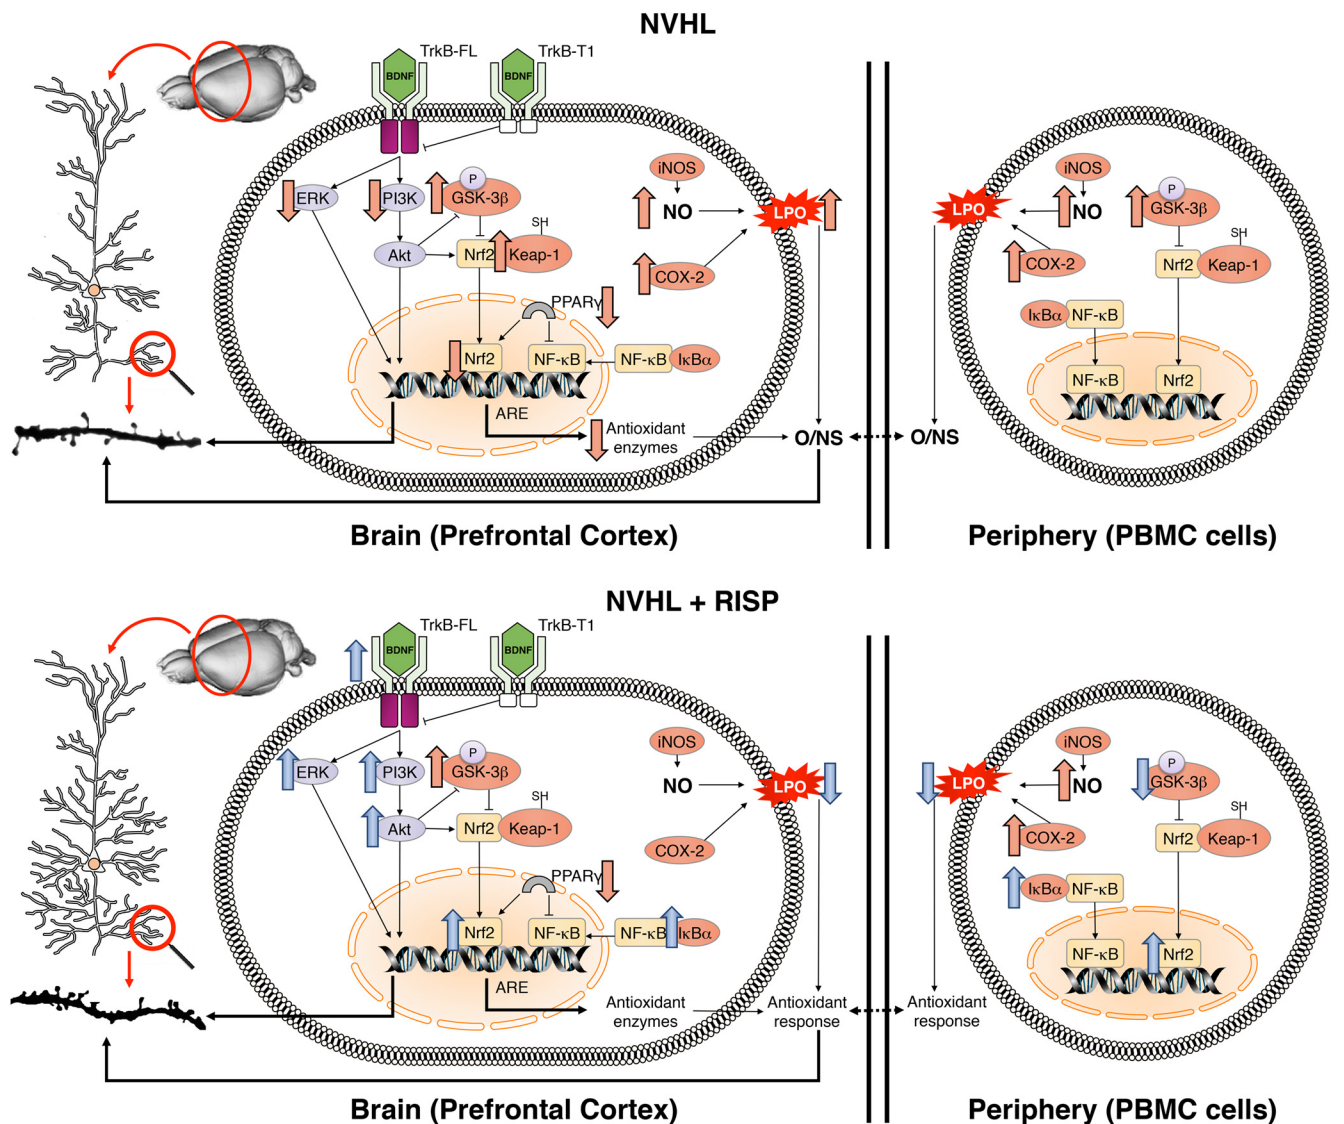 NVHL
TrkB-FL
TrkB-T1
BDNF
BDNF
ERK
PI3K
P
GSK-3β
SH
Akt
Nrf2
Keap-1
iNOS
NO
LPO
COX-2
PPARγ
Nrf2
NF-κB
NF-κB
IκBα
ARE
Antioxidant
enzymes
O/NS
O/NS
LPO
iNOS
NO
COX-2
P
GSK-3β
SH
Nrf2
Keap-1
IκBα
NF-κB
NF-κB
Nrf2
Brain (Prefrontal Cortex)
Periphery (PBMC cells)
NVHL + RISP
TrkB-FL
TrkB-T1
BDNF
BDNF
ERK
PI3K
P
GSK-3β
SH
Akt
Nrf2
Keap-1
iNOS
NO
LPO
COX-2
PPARγ
Nrf2
NF-κB
NF-κB
IκBα
ARE
Antioxidant
enzymes
Antioxidant
response
Antioxidant
response
LPO
iNOS
NO
COX-2
P
GSK-3β
SH
Nrf2
Keap-1
IκBα
NF-κB
NF-κB
Nrf2
Brain (Prefrontal Cortex)
Periphery (PBMC cells)